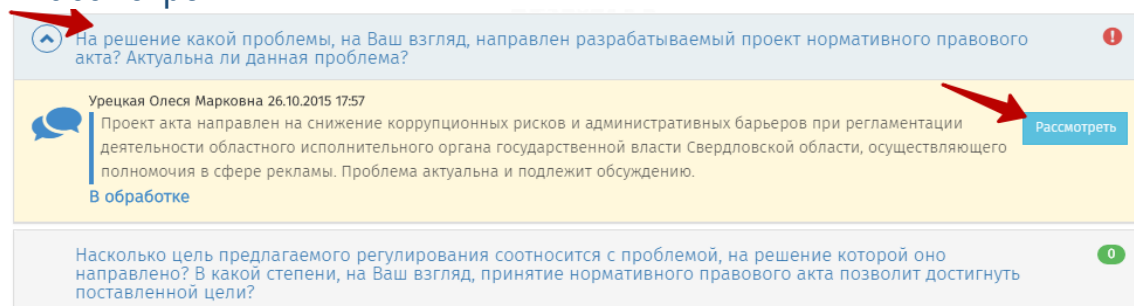 На решение какой проблемы, на Ваш взгляд, направлен разрабатываемый проект нормативного правового
акта? Актуальна ли данная проблема?
Урецкая Олеся Марковна 26.10.2015 17:57
Проект акта направлен на снижение коррупционных рисков и административных барьеров при регламентации
деятельности областного исполнительного органа государственной власти Свердловской области, осуществляющего
полномочия в сфере рекламы. Проблема актуальна и подлежит обсуждению.
Рассмотреть
В обработке
Насколько цель предлагаемого регулирования соотносится с проблемой, на решение которой оно
направлено? В какой степени, на Ваш взгляд, принятие нормативного правового акта позволит достигнуть
поставленной цели?
0